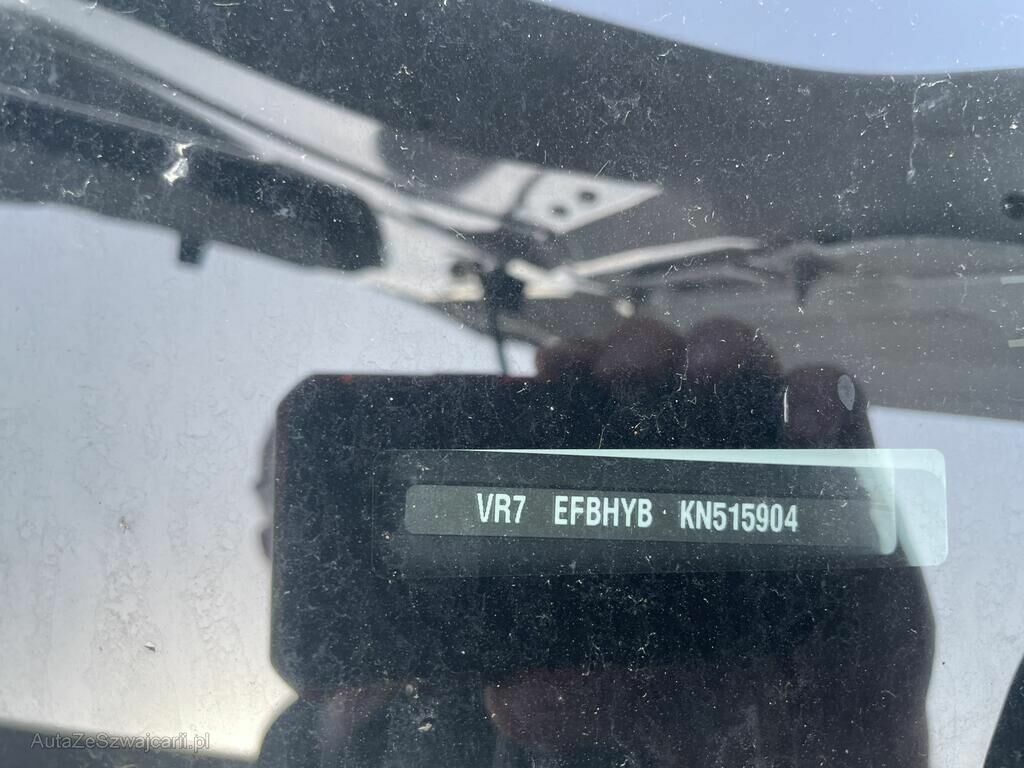 VR7 EFBHYB KN515904
AutaZeSzwajcarii.pl